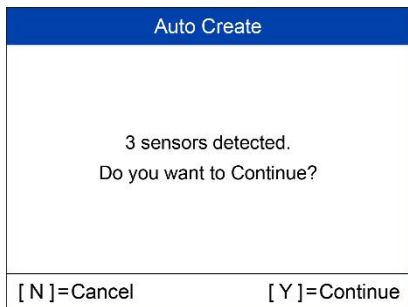 Auto Create
3 sensors detected.
Do you want to Continue?
[ N ]=Cancel
[ Y ]=Continue